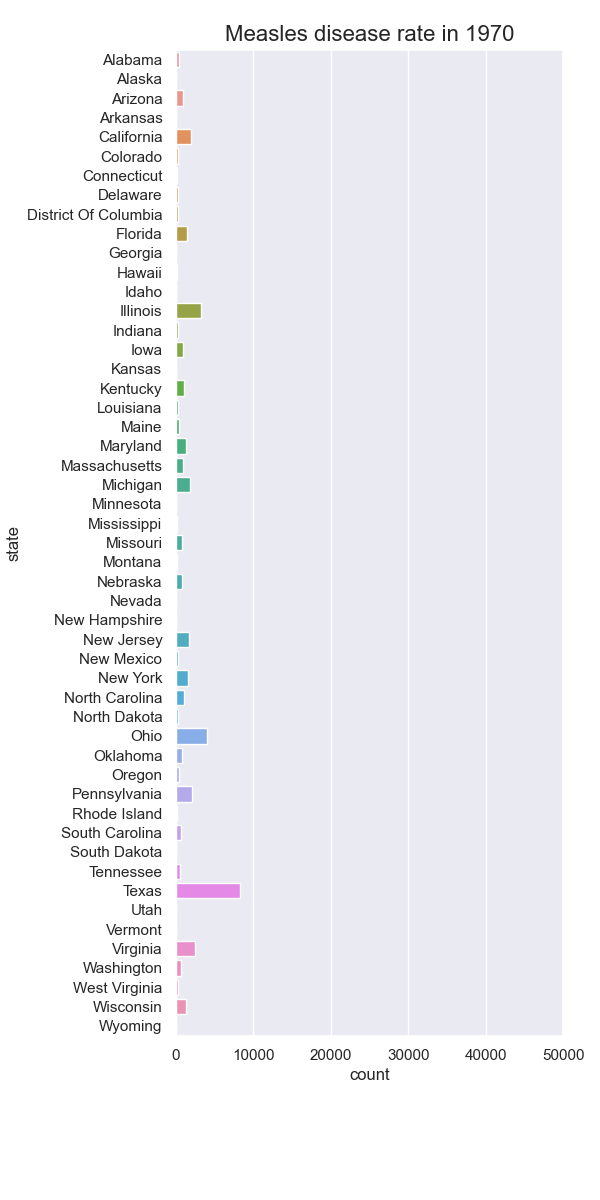 Measles disease rate in 1970
Alabama
Alaska
Arizona
Arkansas
California
Colorado
Connecticut
Delaware
District Of Columbia
Florida
Georgia
Hawaii
Idaho
Illinois
Indiana
Iowa
Kansas
Kentucky
Louisiana
Maine
Maryland
Massachusetts
Michigan
Minnesota
Mississippi
Missouri
Montana
Nebraska
Nevada
New Hampshire
New Jersey
New Mexico
New York
North Carolina
North Dakota
Ohio
Oklahoma
Oregon
Pennsylvania
Rhode Island
South Carolina
South Dakota
Tennessee
Texas
Utah
Vermont
Virginia
Washington
West Virginia
Wisconsin
Wyoming
state
0 10000 20000 30000 40000 50000
count